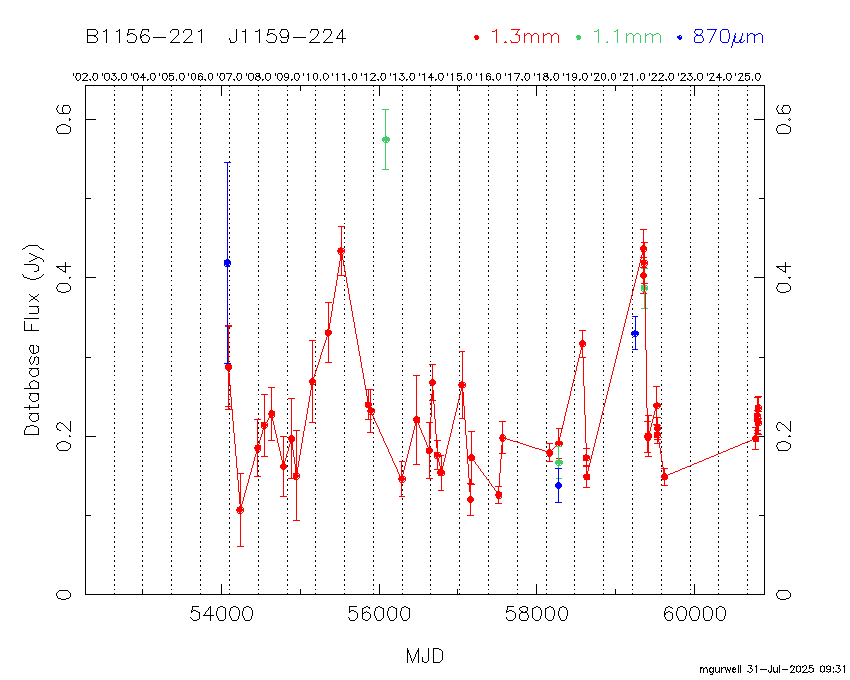 B1156-221 J1159-224 1.3mm 1.1mm 870μm
'02.0 '03.0 '04.0 '05.0 '06.0 '07.0 '08.0 '09.0 '10.0 '11.0 '12.0 '13.0 '14.0 '15.0 '16.0 '17.0 '18.0 '19.0 '20.0 '21.0 '22.0 '23.0 '24.0 '25.0
0.6 0.6
0.4 0.4
Database Flux (Jy)
0.2 0.2
0 0
54000 56000 58000 60000
MJD
mgurwell 31-Jul-2025 09:31